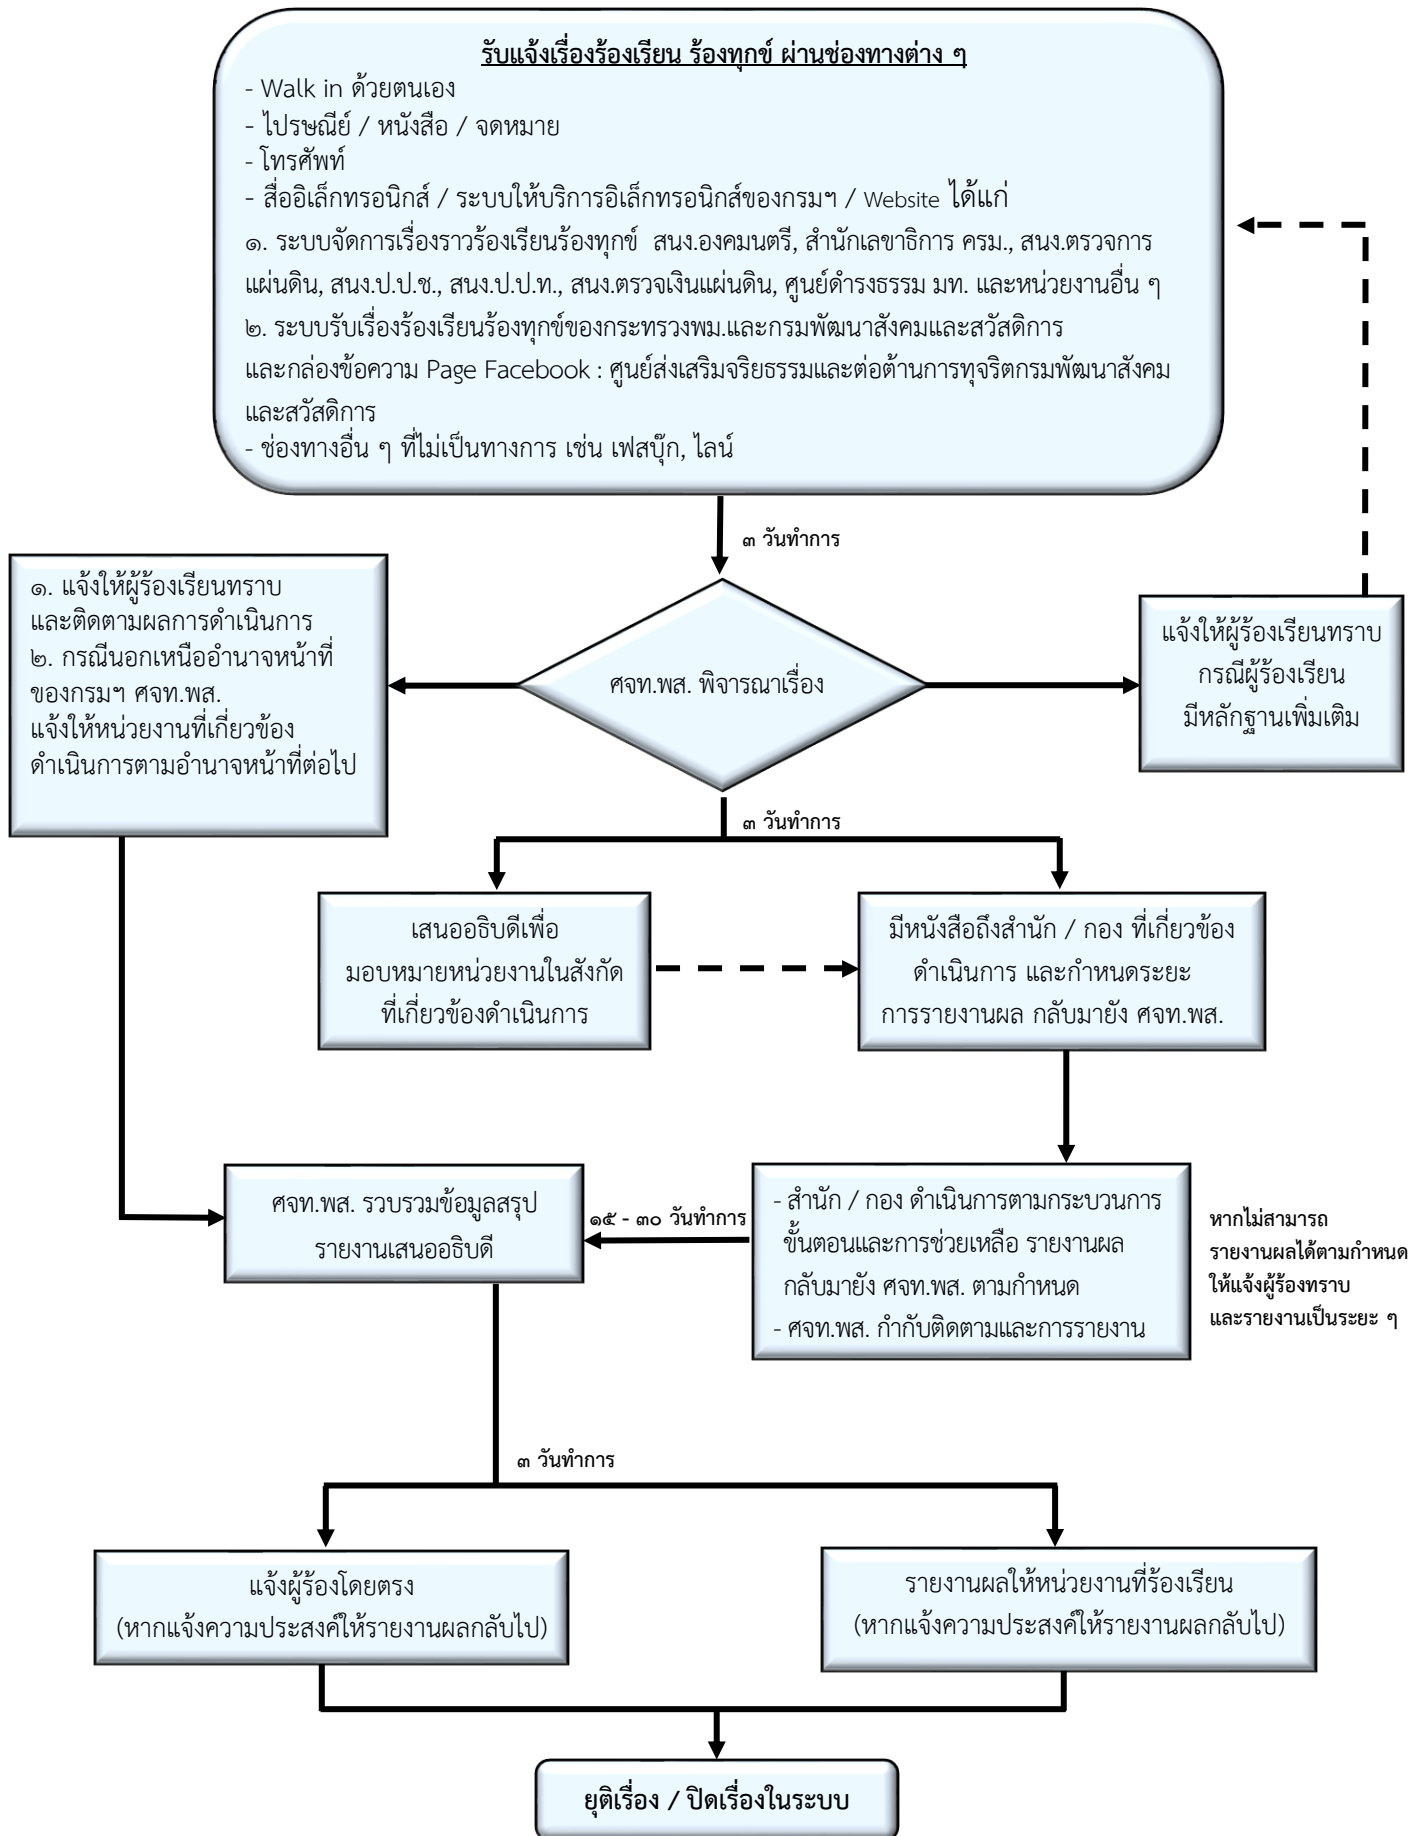 รับแจ้งเรื่องร้องเรียน ร้องทุกข์ ผ่านช่องทางต่าง ๆ
- Walk in ด้วยตนเอง
- ไปรษณีย์ / หนังสือ / จดหมาย
- โทรศัพท์
- สื่ออิเล็กทรอนิกส์ / ระบบให้บริการอิเล็กทรอนิกส์ของกรมฯ / Website ได้แก่
๑. ระบบจัดการเรื่องราวร้องเรียนร้องทุกข์ สนง.องคมนตรี, สำนักเลขาธิการ ครม., สนง.ตรวจการ
แผ่นดิน, สนง.ป.ป.ช., สนง.ป.ป.ท., สนง.ตรวจเงินแผ่นดิน, ศูนย์ดำรงธรรม มท. และหน่วยงานอื่น ๆ
๒. ระบบรับเรื่องร้องเรียนร้องทุกข์ของกระทรวงพม.และกรมพัฒนาสังคมและสวัสดิการ
และกล่องข้อความ Page Facebook : ศูนย์ส่งเสริมจริยธรรมและต่อต้านการทุจริตกรมพัฒนาสังคม
และสวัสดิการ
- ช่องทางอื่น ๆ ที่ไม่เป็นทางการ เช่น เฟสบุ๊ก, ไลน์
๓ วันทำการ
๑. แจ้งให้ผู้ร้องเรียนทราบ
และติดตามผลการดำเนินการ
๒. กรณีนอกเหนืออำนาจหน้าที่
ของกรมฯ ศจท.พส.
แจ้งให้หน่วยงานที่เกี่ยวข้อง
ดำเนินการตามอำนาจหน้าที่ต่อไป
ศจท.พส. พิจารณาเรื่อง
แจ้งให้ผู้ร้องเรียนทราบ
กรณีผู้ร้องเรียน
มีหลักฐานเพิ่มเติม
๓ วันทำการ
เสนออธิบดีเพื่อ
มอบหมายหน่วยงานในสังกัด
ที่เกี่ยวข้องดำเนินการ
มีหนังสือถึงสำนัก / กอง ที่เกี่ยวข้อง
ดำเนินการ และกำหนดระยะ
การรายงานผล กลับมายัง ศจท.พส.
ศจท.พส. รวบรวมข้อมูลสรุป
รายงานเสนออธิบดี
๑๕ - ๓๐ วันทำการ
- สำนัก / กอง ดำเนินการตามกระบวนการ
ขั้นตอนและการช่วยเหลือ รายงานผล
กลับมายัง ศจท.พส. ตามกำหนด
- ศจท.พส. กำกับติดตามและการรายงาน
หากไม่สามารถ
รายงานผลได้ตามกำหนด
ให้แจ้งผู้ร้องทราบ
และรายงานเป็นระยะ ๆ
๓ วันทำการ
แจ้งผู้ร้องโดยตรง
(หากแจ้งความประสงค์ให้รายงานผลกลับไป)
รายงานผลให้หน่วยงานที่ร้องเรียน
(หากแจ้งความประสงค์ให้รายงานผลกลับไป)
ยุติเรื่อง / ปิดเรื่องในระบบ